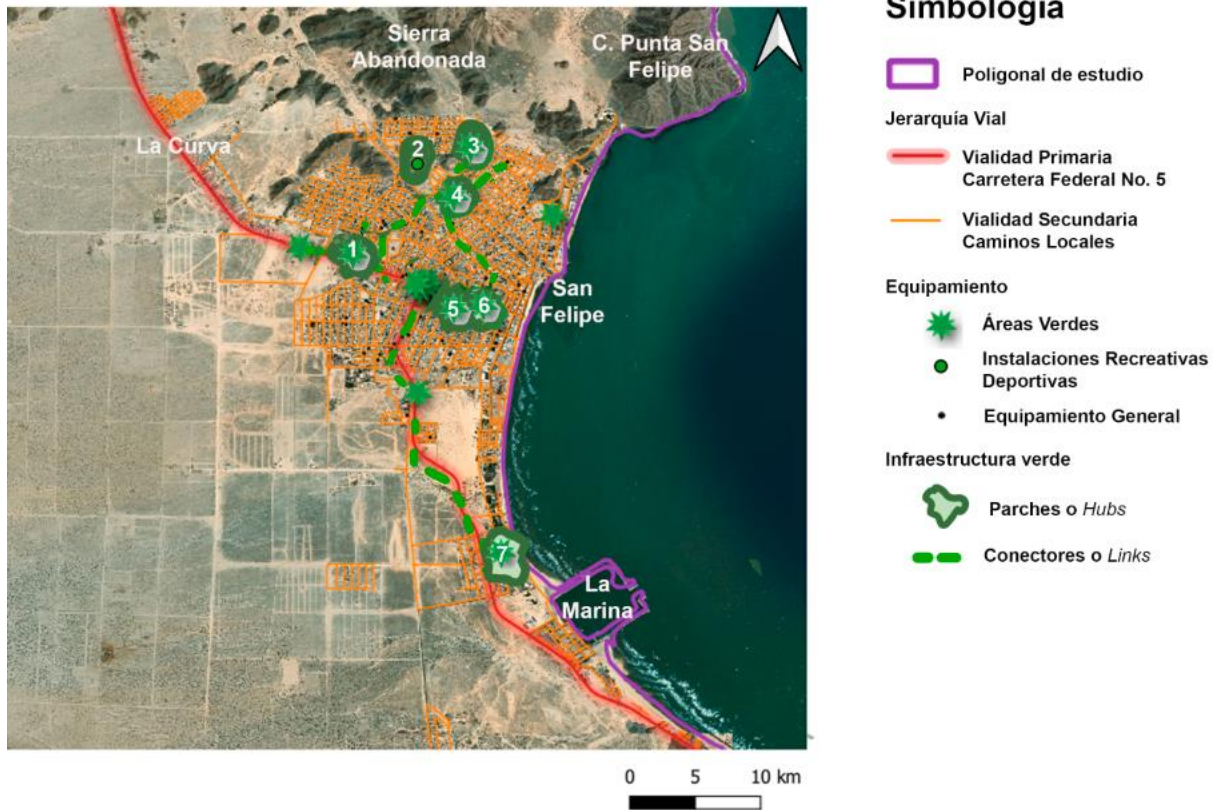 Sierra
Abandonada
C. Punta San
Felipe
La Curva
2
3
4
1
5
6
San
Felipe
7
La
Marina
0 5 10 km
Simbología
Poligonal de estudio
Jerarquía Vial
Vialidad Primaria
Carretera Federal No. 5
Vialidad Secundaria
Caminos Locales
Equipamiento
Áreas Verdes
Instalaciones Recreativas
Deportivas
Equipamiento General
Infraestructura verde
Parches o Hubs
Conectores o Links